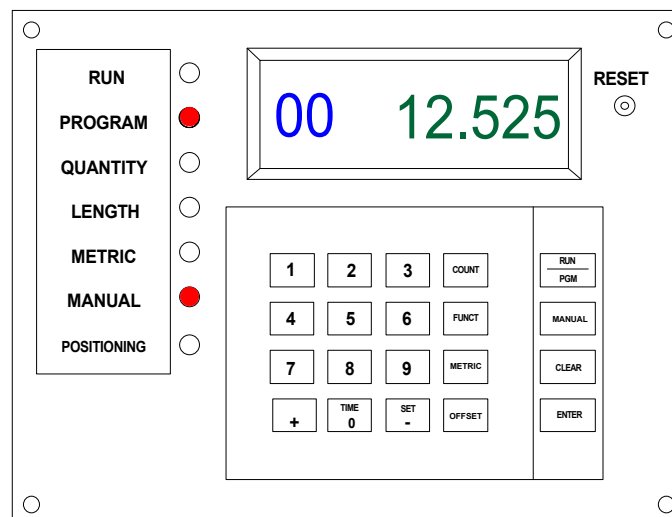 RUN
PROGRAM
QUANTITY
LENGTH
METRIC
MANUAL
POSITIONING
00 12.525
RESET
1 2 3 COUNT
4 5 6 FUNCT
7 8 9 METRIC
+ TIME 0 SET - OFFSET
RUN
PGM
MANUAL
CLEAR
ENTER